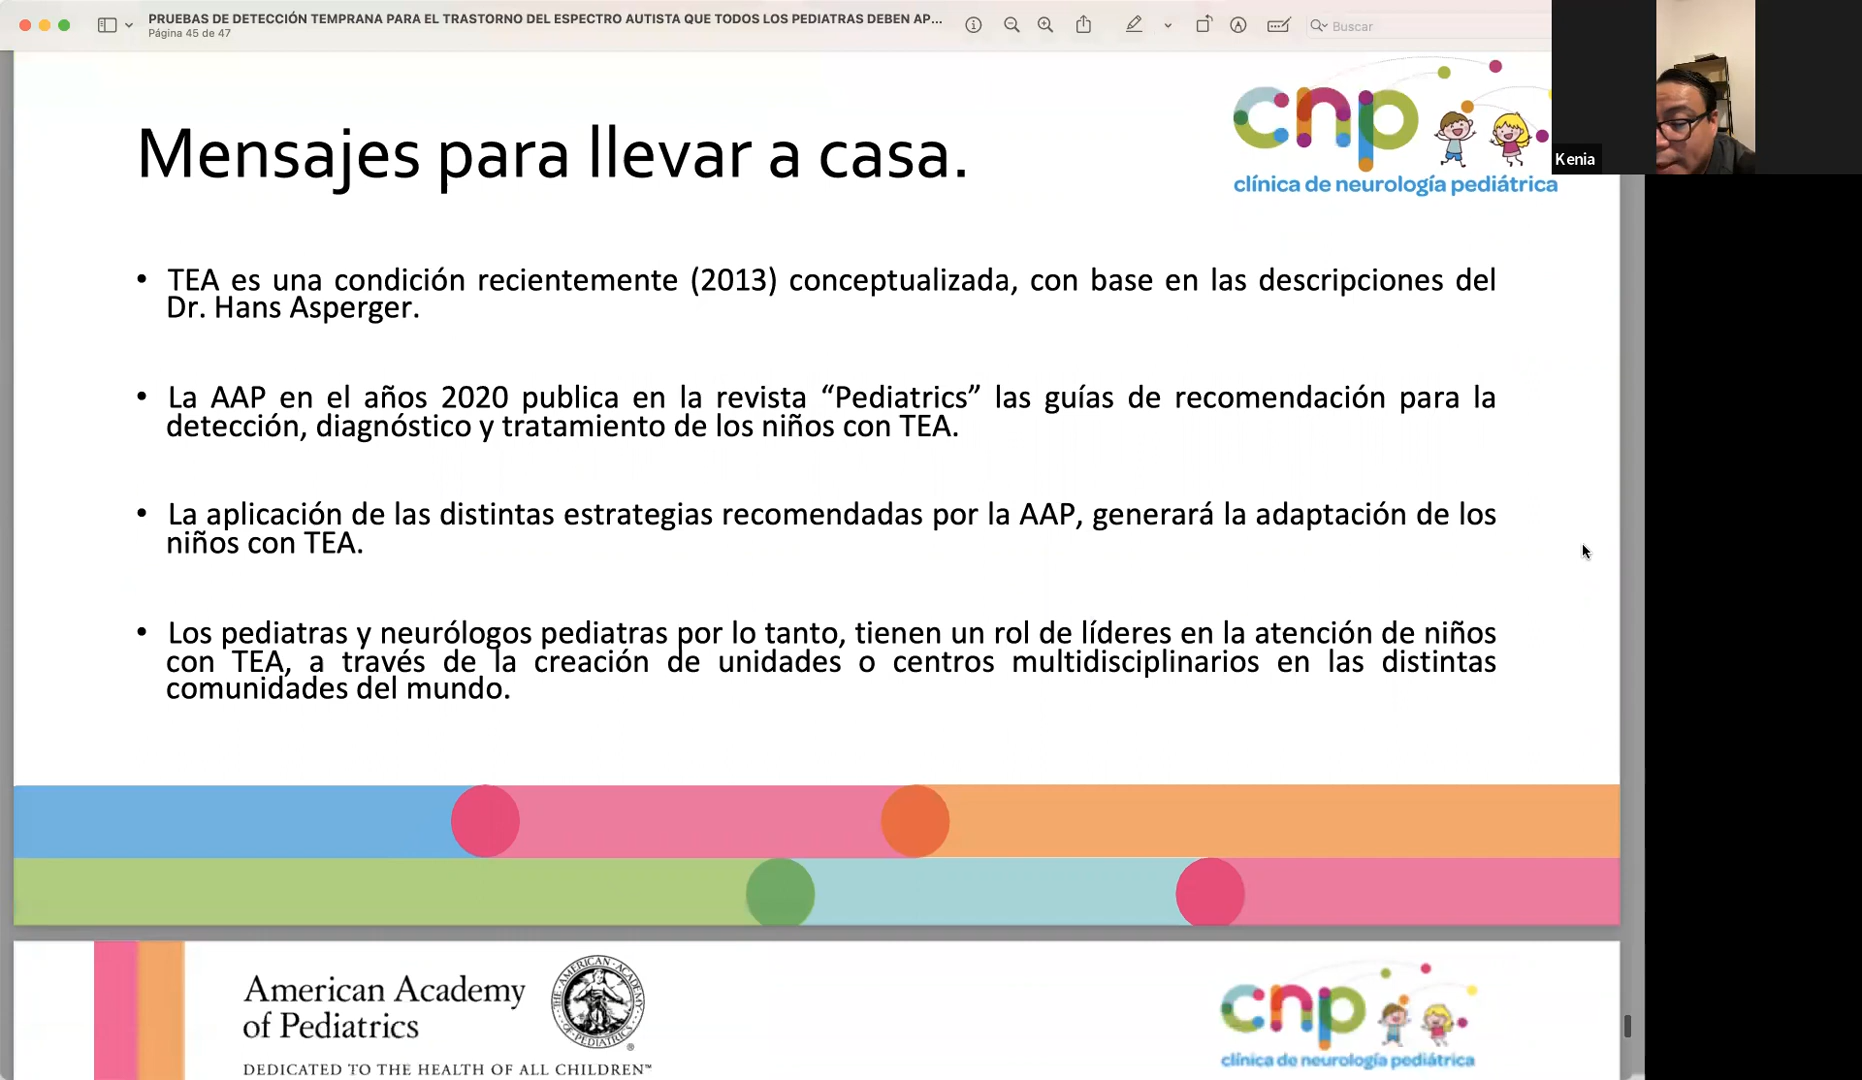 PRUEBAS DE DETECCIÓN TEMPRANA PARA EL TRASTORNO DEL ESPECTRO AUTISTA QUE TODOS LOS PEDIATRAS DEBEN AP...
Página 45 de 47
Buscar
Kenia
cnp
clínica de neurología pediátrica
Mensajes para llevar a casa.
• TEA es una condición recientemente (2013) conceptualizada, con base en las descripciones del
Dr. Hans Asperger.
• La AAP en el años 2020 publica en la revista “Pediatrics” las guías de recomendación para la
detección, diagnóstico y tratamiento de los niños con TEA.
• La aplicación de las distintas estrategias recomendadas por la AAP, generará la adaptación de los
niños con TEA.
• Los pediatras y neurólogos pediatras por lo tanto, tienen un rol de líderes en la atención de niños
con TEA, a través de la creación de unidades o centros multidisciplinarios en las distintas
comunidades del mundo.
American Academy
of Pediatrics
DEDICATED TO THE HEALTH OF ALL CHILDREN™
THE AMERICAN ACADEMY OF PEDIATRICS
®
cnp
clínica de neurología pediátrica